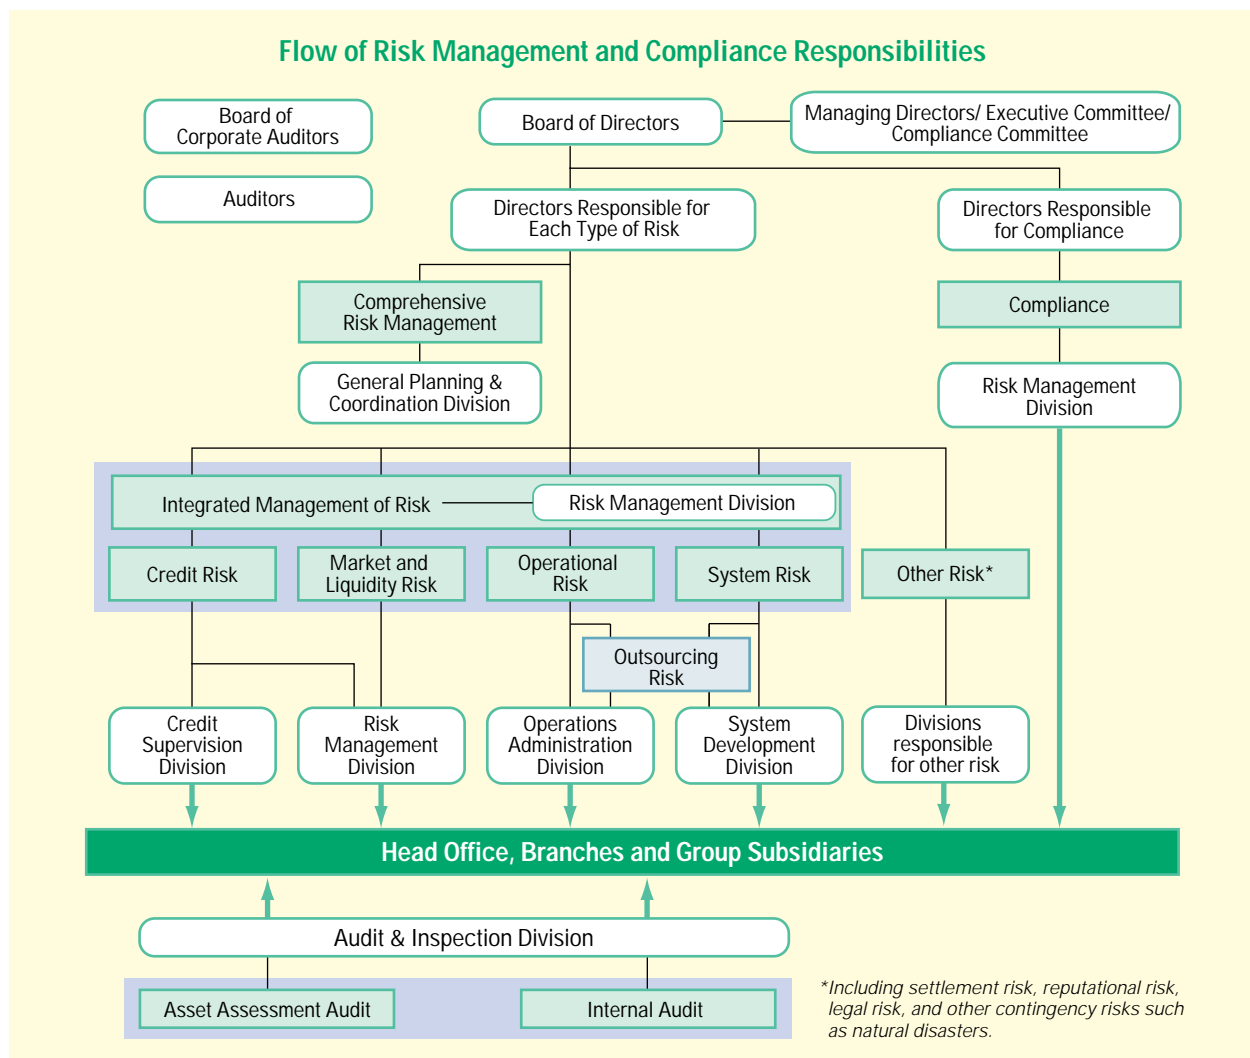 Flow of Risk Management and Compliance Responsibilities
Board of
Corporate Auditors
Board of Directors
Managing Directors/ Executive Committee/
Compliance Committee
Auditors
Directors Responsible for
Each Type of Risk
Directors Responsible
for Compliance
Comprehensive
Risk Management
Compliance
General Planning &
Coordination Division
Risk Management
Division
Integrated Management of Risk
Risk Management Division
Credit Risk
Market and
Liquidity Risk
Operational
Risk
System Risk
Other Risk*
Outsourcing
Risk
Credit
Supervision
Division
Risk
Management
Division
Operations
Administration
Division
System
Development
Division
Divisions
responsible
for other risk
Head Office, Branches and Group Subsidiaries
Audit & Inspection Division
Asset Assessment Audit
Internal Audit
*Including settlement risk, reputational risk,
legal risk, and other contingency risks such
as natural disasters.